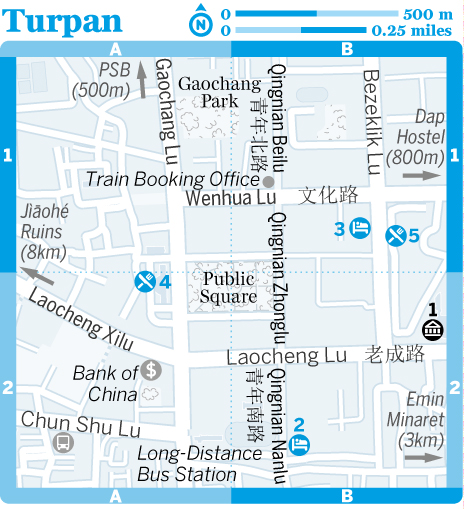 Turpan
N
0 500 m
0 0.25 miles
A B
PSB
(500m)
Gaochang Lu
Gaochang
Park
Qingnian Beilu
青年北路
Bezeklik Lu
Dap
Hostel
(800m)
1 1
Train Booking Office
Wenhua Lu 文化路
Jiāohé
Ruins
(8km)
3
5
Qingnian Zhonglu
4
Public
Square
Laocheng Xilu
1
Laocheng Lu 老成路
Bank of
China
$
2 2
青年南路
Qingnian Nanlu
Emin
Minaret
(3km)
Chun Shu Lu
2
Long-Distance
Bus Station
A B